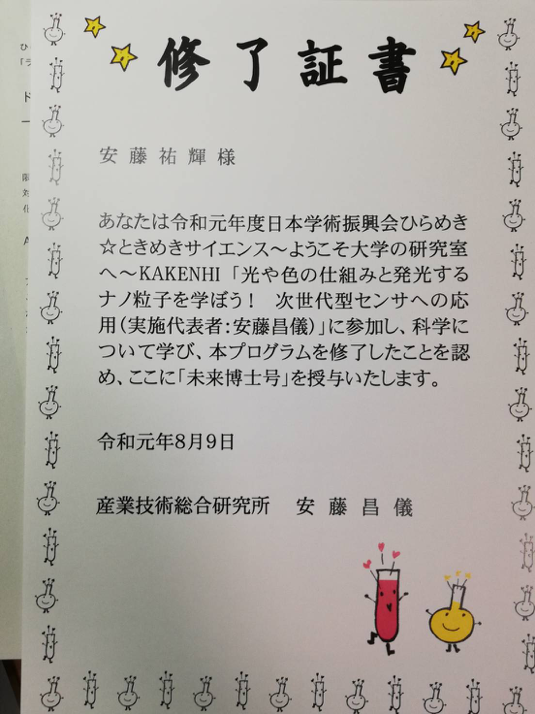 修了証書
安藤祐輝様
あなたは令和元年度日本学術振興会ひらめき
☆ときめきサイエンス～ようこそ大学の研究室
へ～KAKENHI「光や色の仕組みと発光する
ナノ粒子を学ぼう！　次世代型センサへの応
用（実施代表者：安藤昌儀）」に参加し、科学に
ついて学び、本プログラムを修了したことを認
め、ここに「未来博士号」を授与いたします。
令和元年8月9日
産業技術総合研究所　安藤昌儀